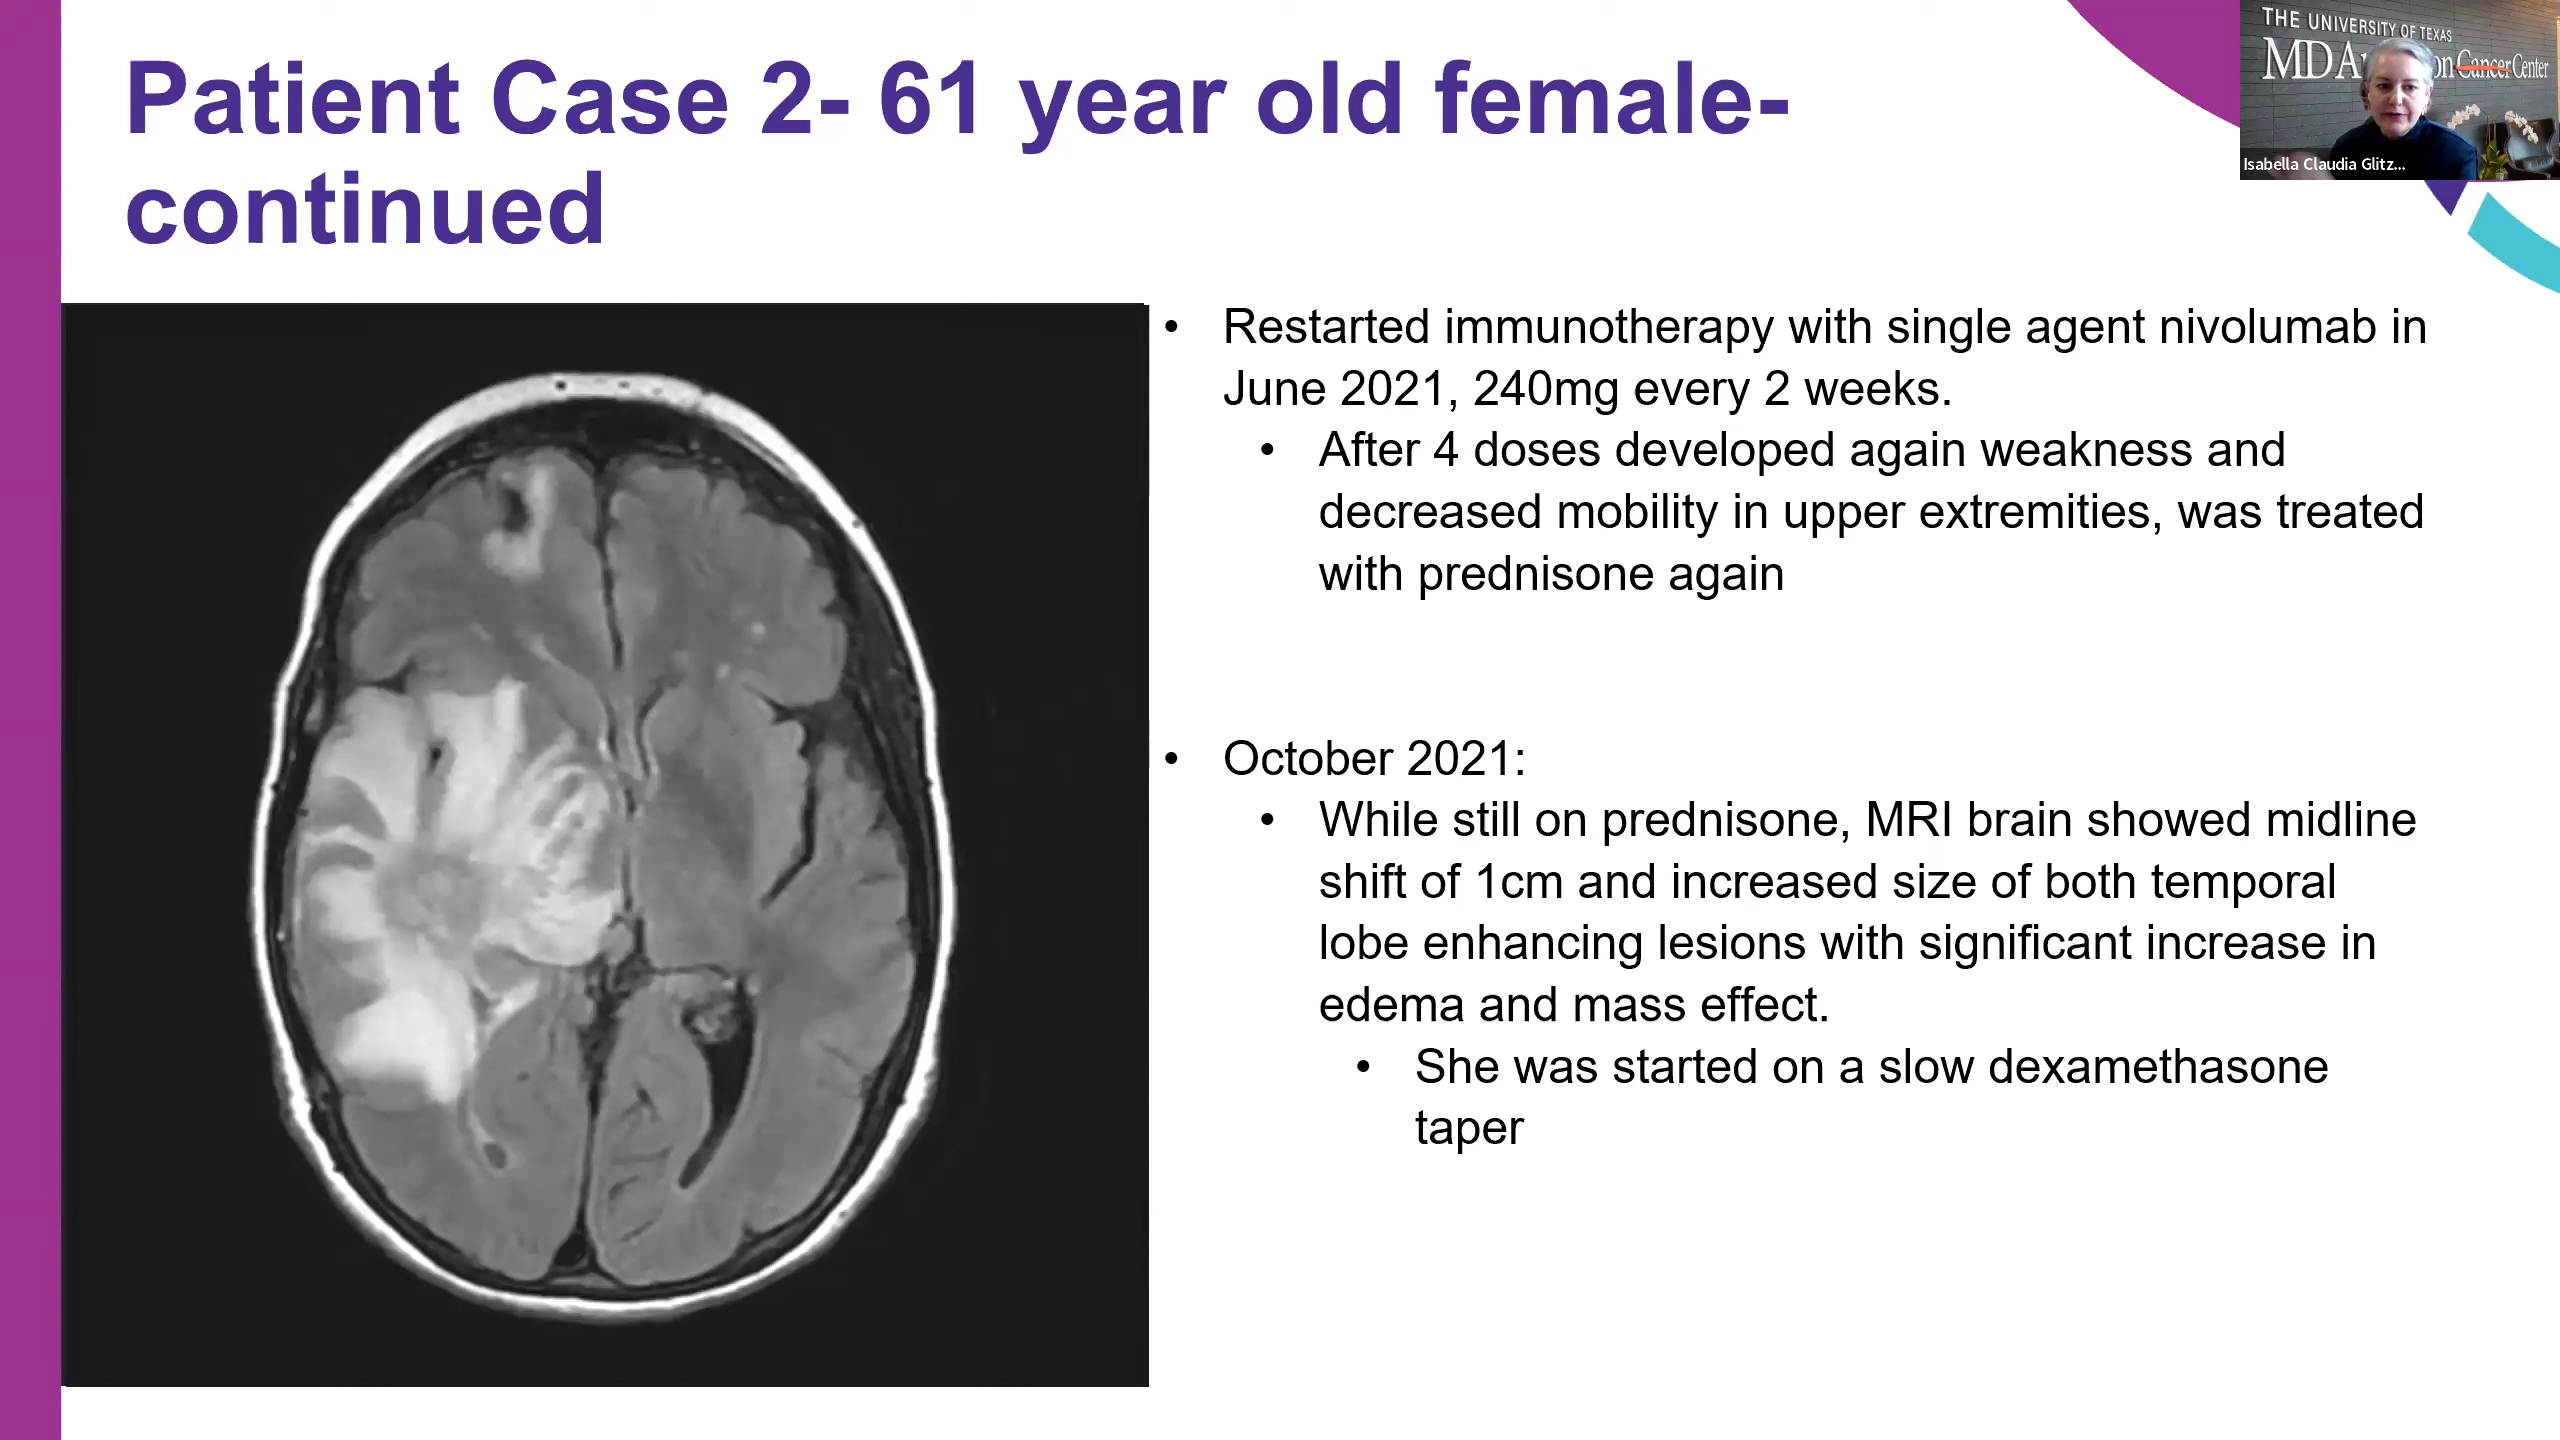 Patient Case 2- 61 year old female-
continued
THE UNIVERSITY OF TEXAS
Cancer Center
Isabella Claudia Glitz...
• Restarted immunotherapy with single agent nivolumab in
June 2021, 240mg every 2 weeks.
• After 4 doses developed again weakness and
decreased mobility in upper extremities, was treated
with prednisone again
• October 2021:
• While still on prednisone, MRI brain showed midline
shift of 1cm and increased size of both temporal
lobe enhancing lesions with significant increase in
edema and mass effect.
• She was started on a slow dexamethasone
taper